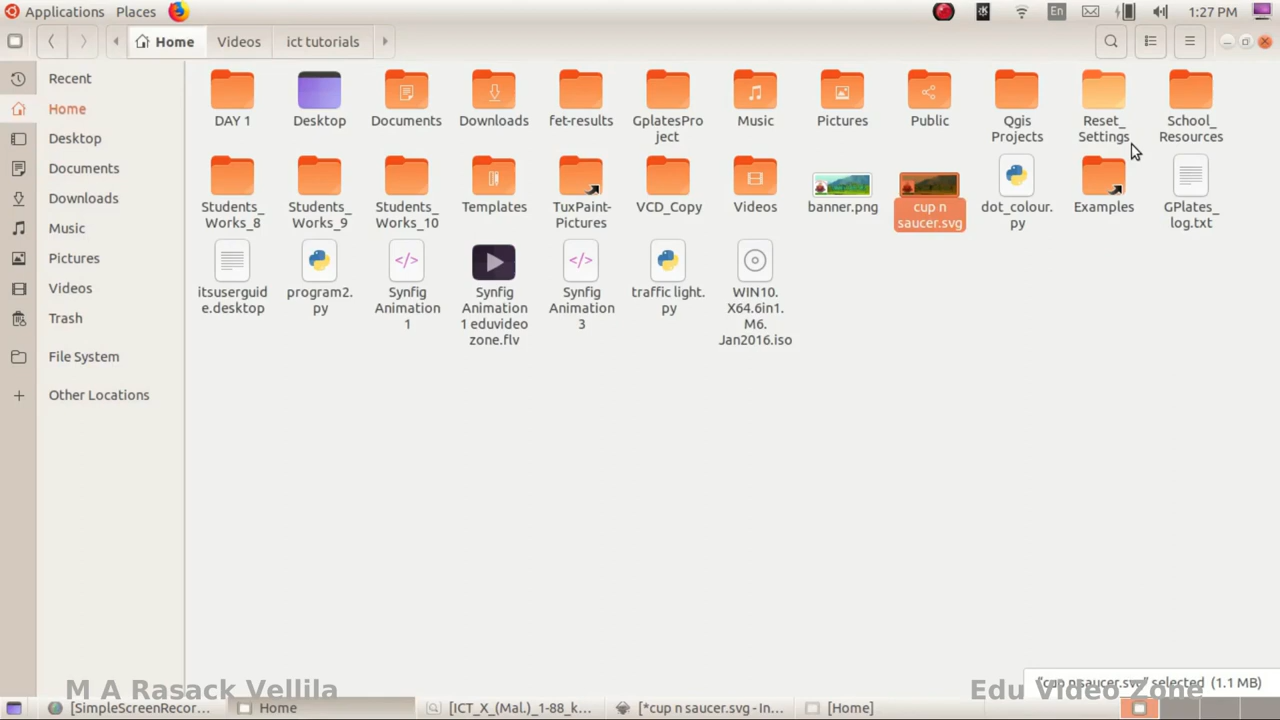 Applications Places En 1:27 PM
Home Videos ict tutorials
Recent
Home
Desktop
Documents
Downloads
Music
Pictures
Videos
Trash
File System
+ Other Locations
DAY 1
Desktop
Documents
Downloads
fet-results
GplatesPro
ject
Music
Pictures
Public
Qgis
Projects
Reset_
Settings
School_
Resources
Students_
Works_8
Students_
Works_9
Students_
Works_10
Templates
TuxPaint-
Pictures
VCD_Copy
Videos
banner.png
cup n
saucer.svg
dot_colour.
py
Examples
GPlates_
log.txt
itsuserguid
e.desktop
program2.
py
Synfig
Animation
1
Synfig
Animation
1 eduvideo
zone.flv
Synfig
Animation
3
traffic light.
py
WIN10.
X64.6in1.
M6.
Jan2016.iso
"cup n saucer.svg" selected (1.1 MB)
M A Rasack Vellila
Edu Video Zone
[SimpleScreenRecor... Home [ICT_X_(Mal.)_1-88_k... [*cup n saucer.svg - In... [Home]